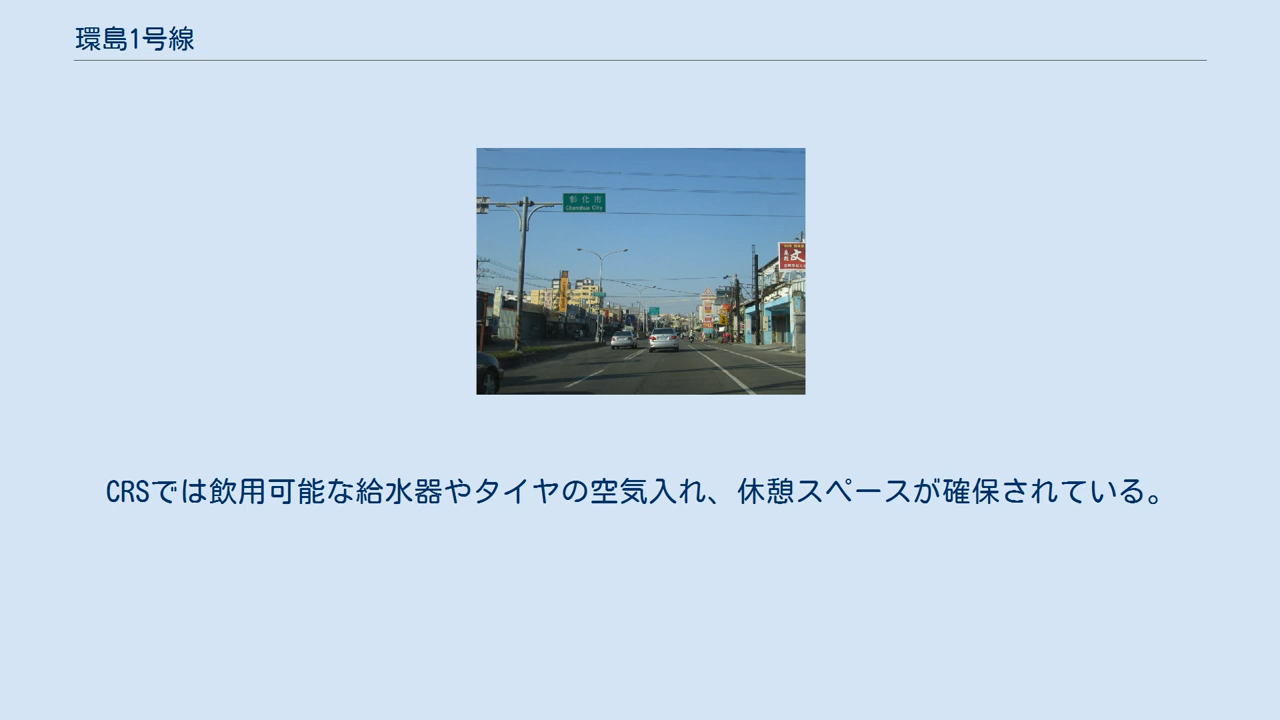 環島1号線
彰化市
Changhua City
文
CRSでは飲用可能な給水器やタイヤの空気入れ、休憩スペースが確保されている。